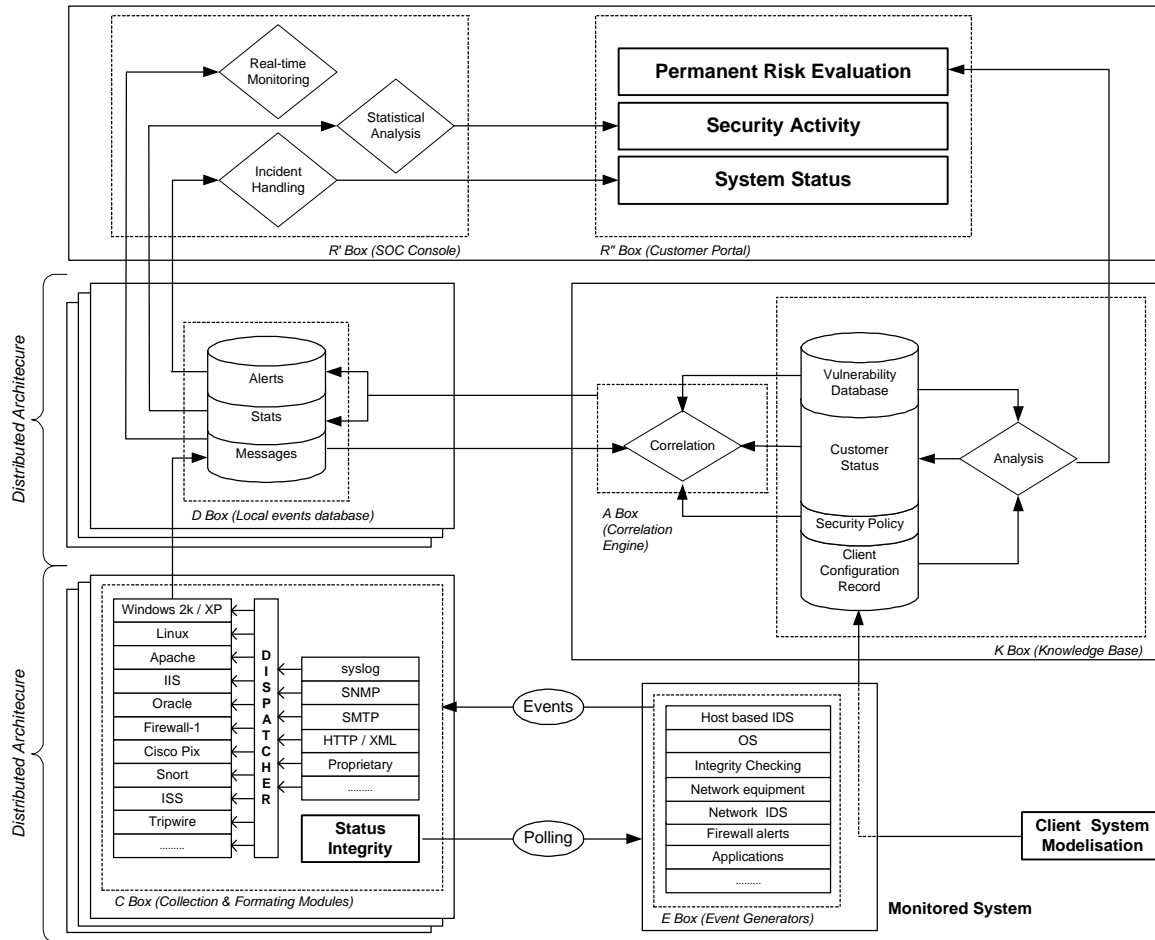 Real-time
Monitoring
Statistical
Analysis
Incident
Handling
R' Box (SOC Console)
Permanent Risk Evaluation
Security Activity
System Status
R" Box (Customer Portal)
Distributed Architecure
Alerts
Stats
Messages
D Box (Local events database)
Correlation
A Box
(Correlation
Engine)
Vulnerability
Database
Customer
Status
Security Policy
Client
Configuration
Record
Analysis
K Box (Knowledge Base)
Distributed Architecure
Windows 2k / XP
Linux
Apache
IIS
Oracle
Firewall-1
Cisco Pix
Snort
ISS
Tripwire
.........
DISPATCHER
syslog
SNMP
SMTP
HTTP / XML
Proprietary
.........
Status
Integrity
C Box (Collection & Formating Modules)
Events
Polling
Host based IDS
OS
Integrity Checking
Network equipment
Network IDS
Firewall alerts
Applications
.........
E Box (Event Generators)
Monitored System
Client System
Modelisation